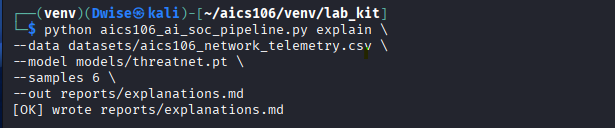 ┌──(venv)(Dwise㉿kali)-[~/aics106/venv/lab_kit]
└─$ python aics106_ai_soc_pipeline.py explain \
--data datasets/aics106_network_telemetry.csv \
--model models/threatnet.pt \
--samples 6 \
--out reports/explanations.md
[OK] wrote reports/explanations.md